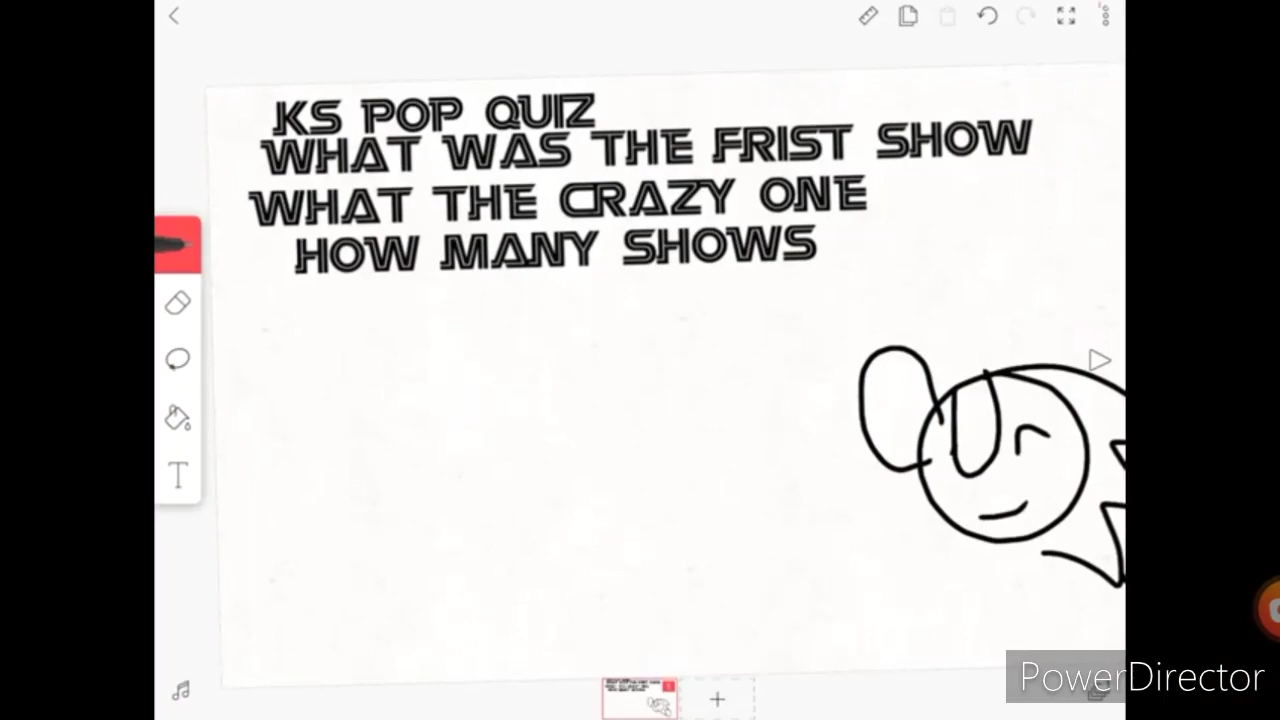 KS POP QUIZ
WHAT WAS THE FRIST SHOW
WHAT THE CRAZY ONE
HOW MANY SHOWS
T
PowerDirector